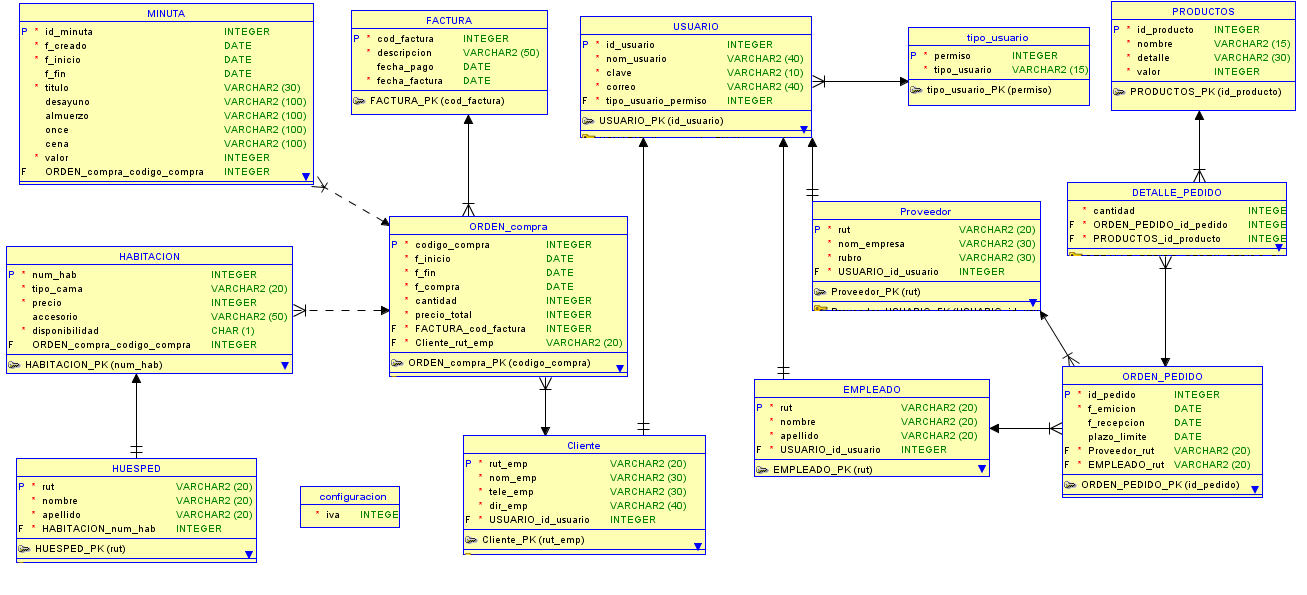 MINUTA
P * id_minuta INTEGER
* f_creado DATE
* f_inicio DATE
f_fin DATE
* titulo VARCHAR2 (30)
desayuno VARCHAR2 (100)
almuerzo VARCHAR2 (100)
once VARCHAR2 (100)
cena VARCHAR2 (100)
* valor INTEGER
F ORDEN_compra_codigo_compra INTEGER
FACTURA
P * cod_factura INTEGER
* descripcion VARCHAR2 (50)
fecha_pago DATE
* fecha_factura DATE
FACTURA_PK (cod_factura)
USUARIO
P * id_usuario INTEGER
* nom_usuario VARCHAR2 (40)
* clave VARCHAR2 (10)
* correo VARCHAR2 (40)
F * tipo_usuario_permiso INTEGER
USUARIO_PK (id_usuario)
tipo_usuario
P * permiso INTEGER
* tipo_usuario VARCHAR2 (15)
tipo_usuario_PK (permiso)
PRODUCTOS
P * id_producto INTEGER
* nombre VARCHAR2 (15)
* detalle VARCHAR2 (30)
* valor INTEGER
PRODUCTOS_PK (id_producto)
HABITACION
P * num_hab INTEGER
* tipo_cama VARCHAR2 (20)
* precio INTEGER
accesorio VARCHAR2 (50)
* disponibilidad CHAR (1)
F ORDEN_compra_codigo_compra INTEGER
HABITACION_PK (num_hab)
ORDEN_compra
P * codigo_compra INTEGER
* f_inicio DATE
* f_fin DATE
* f_compra DATE
* cantidad INTEGER
* precio_total INTEGER
F * FACTURA_cod_factura INTEGER
F * Cliente_rut_emp VARCHAR2 (20)
ORDEN_compra_PK (codigo_compra)
Proveedor
P * rut VARCHAR2 (20)
* nom_empresa VARCHAR2 (30)
* rubro VARCHAR2 (30)
F * USUARIO_id_usuario INTEGER
Proveedor_PK (rut)
DETALLE_PEDIDO
* cantidad INTEGE
F * ORDEN_PEDIDO_id_pedido INTEGE
F * PRODUCTOS_id_producto INTEGE
HUESPED
P * rut VARCHAR2 (20)
* nombre VARCHAR2 (20)
* apellido VARCHAR2 (20)
F * HABITACION_num_hab INTEGER
HUESPED_PK (rut)
configuracion
* iva INTEGE
Cliente
P * rut_emp VARCHAR2 (20)
* nom_emp VARCHAR2 (30)
* tele_emp VARCHAR2 (30)
* dir_emp VARCHAR2 (40)
F * USUARIO_id_usuario INTEGER
Cliente_PK (rut_emp)
EMPLEADO
P * rut VARCHAR2 (20)
* nombre VARCHAR2 (20)
* apellido VARCHAR2 (20)
F * USUARIO_id_usuario INTEGER
EMPLEADO_PK (rut)
ORDEN_PEDIDO
P * id_pedido INTEGER
* f_emicion DATE
f_recepcion DATE
plazo_limite DATE
F * Proveedor_rut VARCHAR2 (20)
F * EMPLEADO_rut VARCHAR2 (20)
ORDEN_PEDIDO_PK (id_pedido)